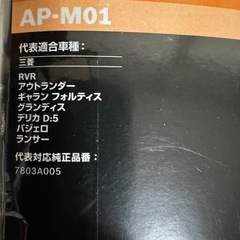 AP-M01
代表適合車種：
三菱
RVR
アウトランダー
ギャラン フォルティス
グランディス
デリカ D:5
パジェロ
ランサー
代表対応純正品番：
7803A005